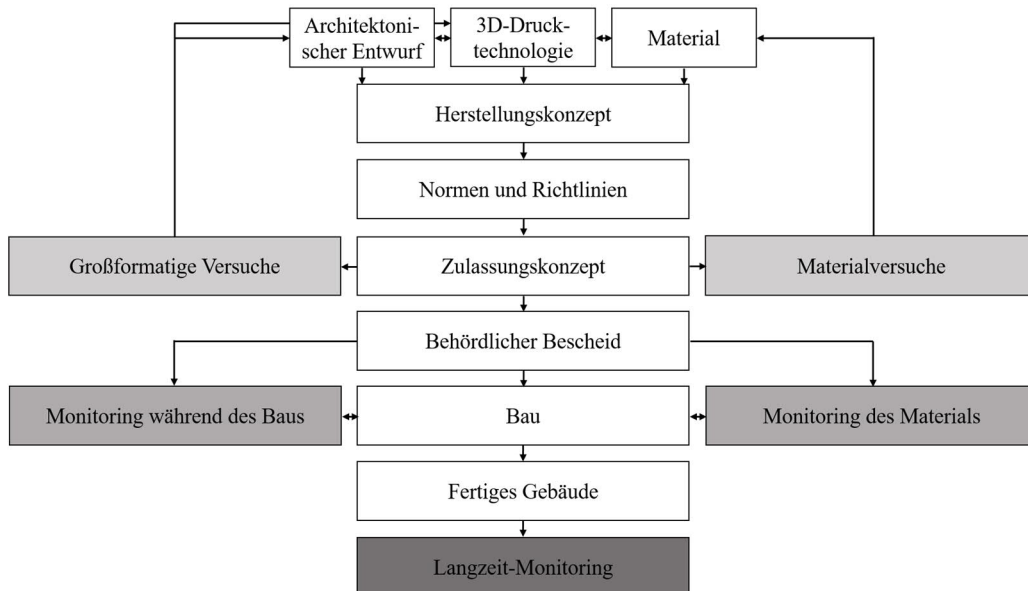 Architektoni-
scher Entwurf
3D-Druck-
technologie
Material
Herstellungskonzept
Normen und Richtlinien
Großformatige Versuche
Zulassungskonzept
Materialversuche
Behördlicher Bescheid
Monitoring während des Baus
Bau
Monitoring des Materials
Fertiges Gebäude
Langzeit-Monitoring